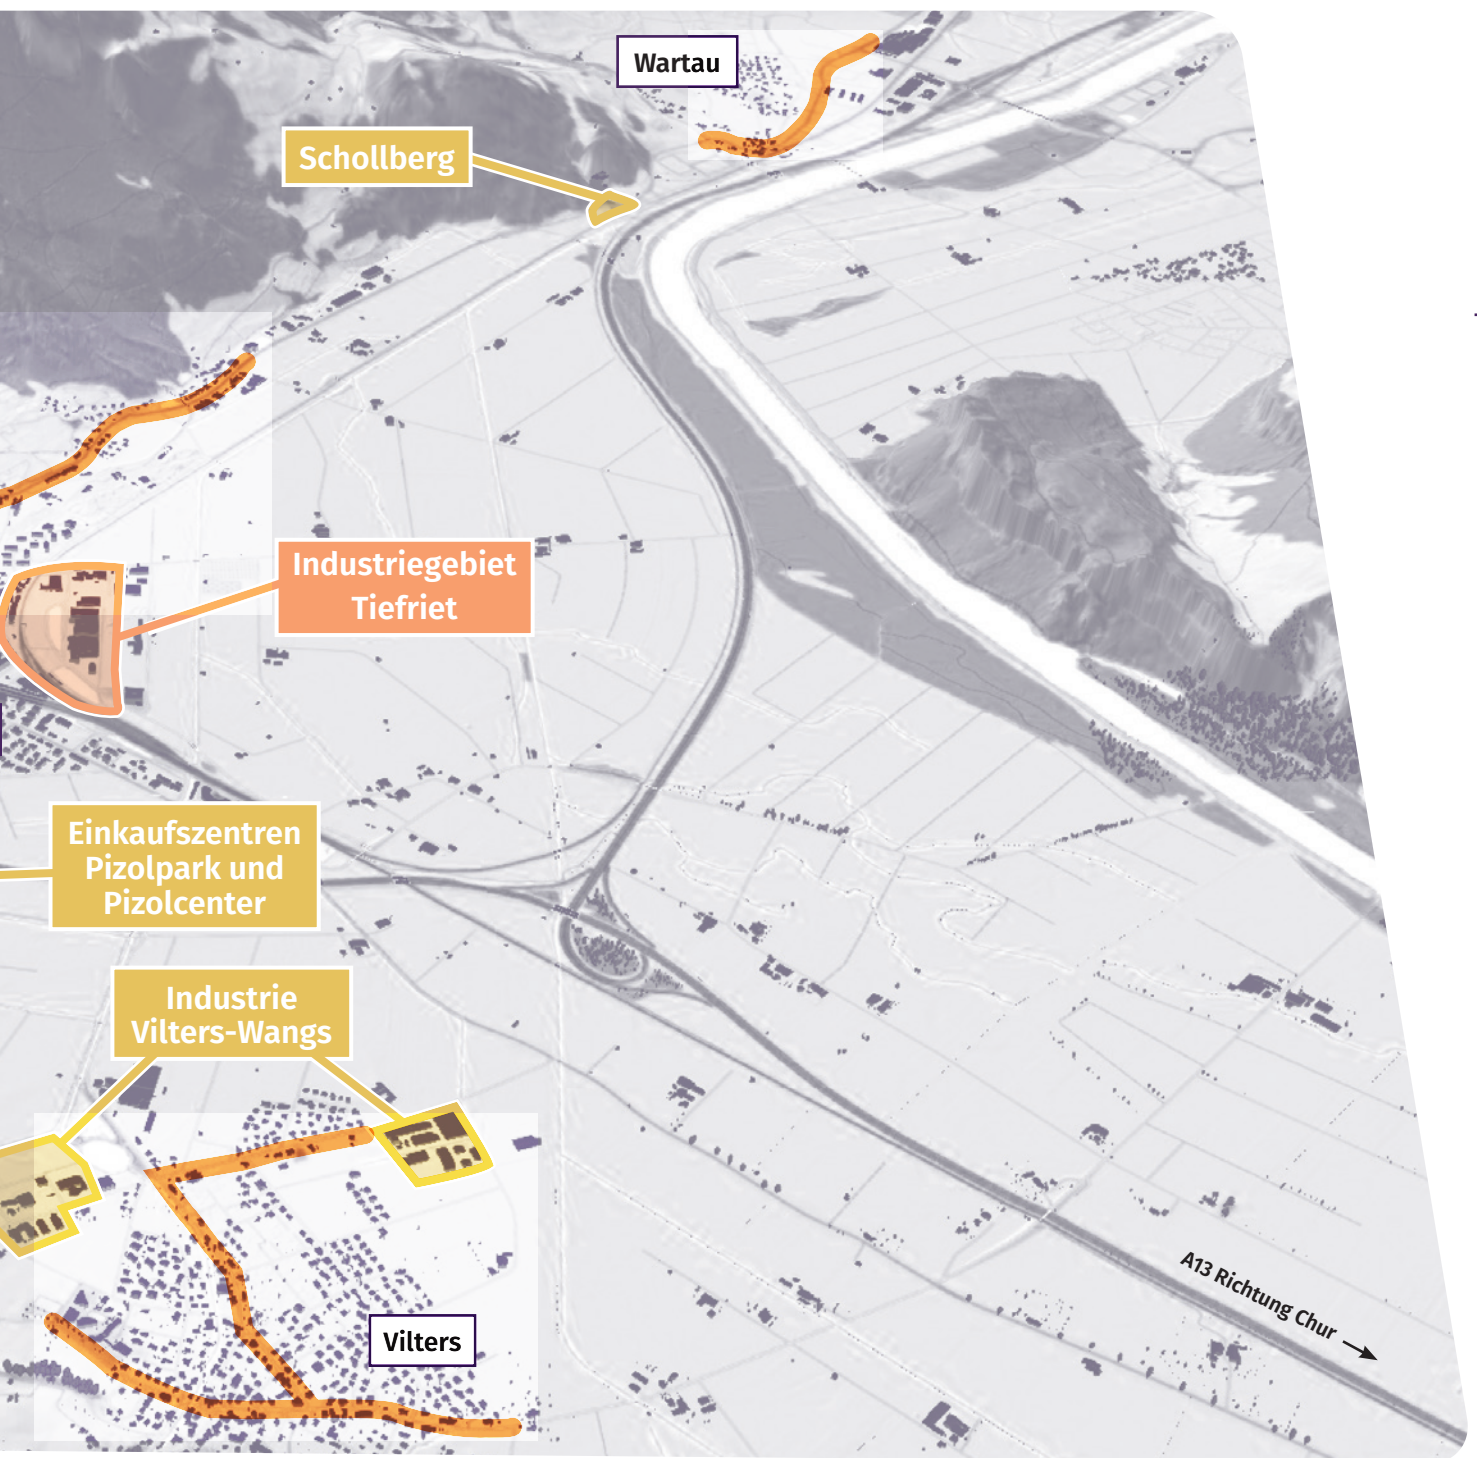 Wartau
Schollberg
Industriegebiet
Tiefriet
Einkaufszentren
Pizolpark und
Pizolcenter
Industrie
Vilters-Wangs
A13 Richtung Chur
Vilters